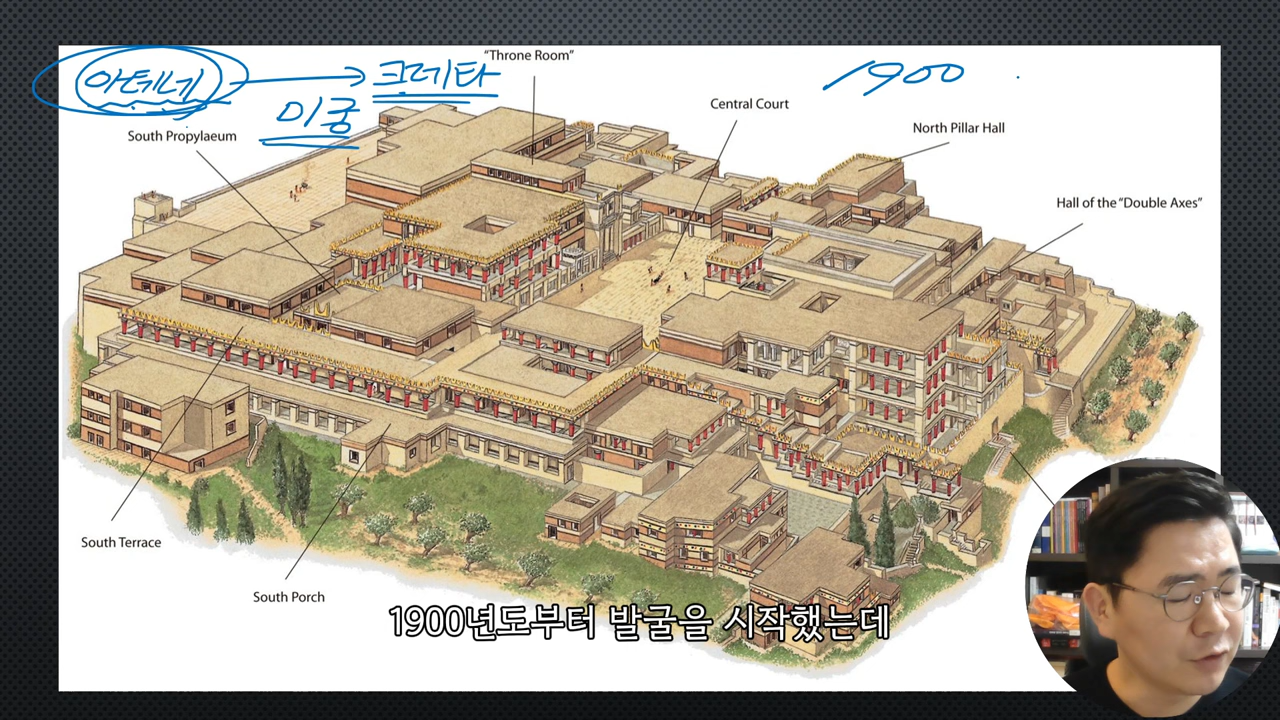 아테네
크레타
미궁
1900
"Throne Room"
Central Court
South Propylaeum
North Pillar Hall
Hall of the "Double Axes"
South Terrace
South Porch
1900년도부터 발굴을 시작했는데